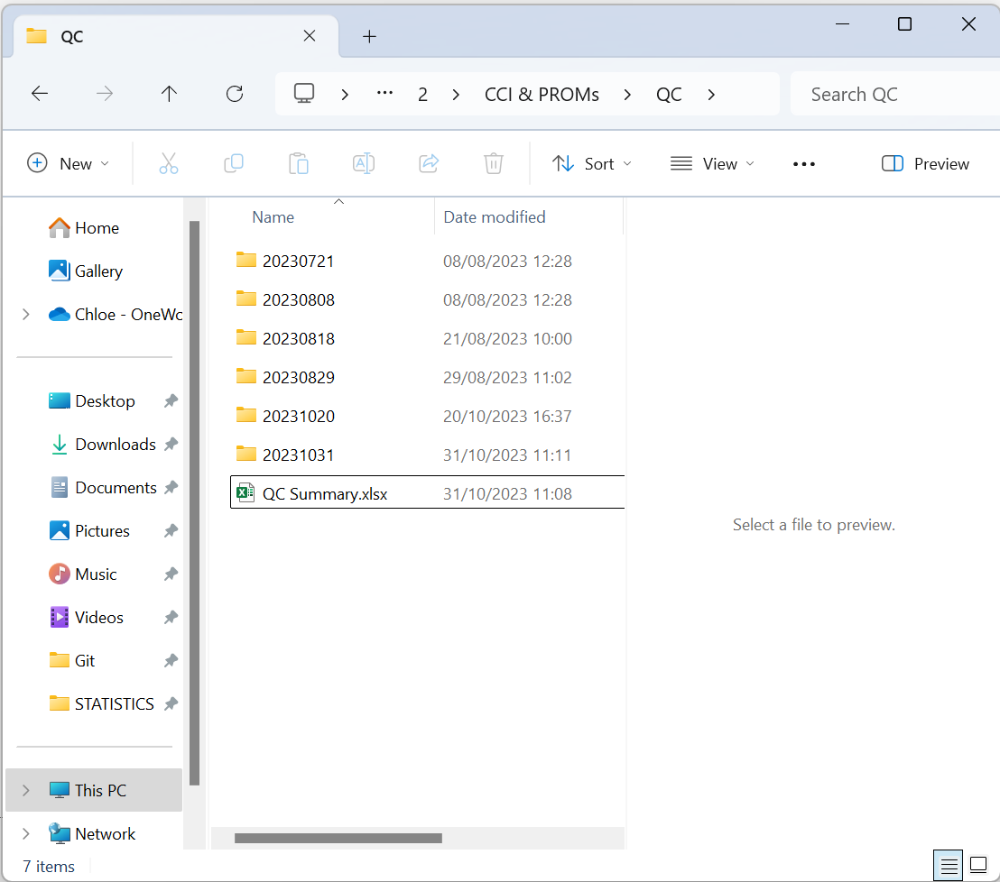 QC
2 CCI & PROMs QC Search QC
New Sort View ... Preview
Home
Gallery
Chloe - OneWo
Desktop
Downloads
Documents
Pictures
Music
Videos
Git
STATISTICS
This PC
Network
Name Date modified
20230721 08/08/2023 12:28
20230808 08/08/2023 12:28
20230818 21/08/2023 10:00
20230829 29/08/2023 11:02
20231020 20/10/2023 16:37
20231031 31/10/2023 11:11
QC Summary.xlsx 31/10/2023 11:08
Select a file to preview.
7 items